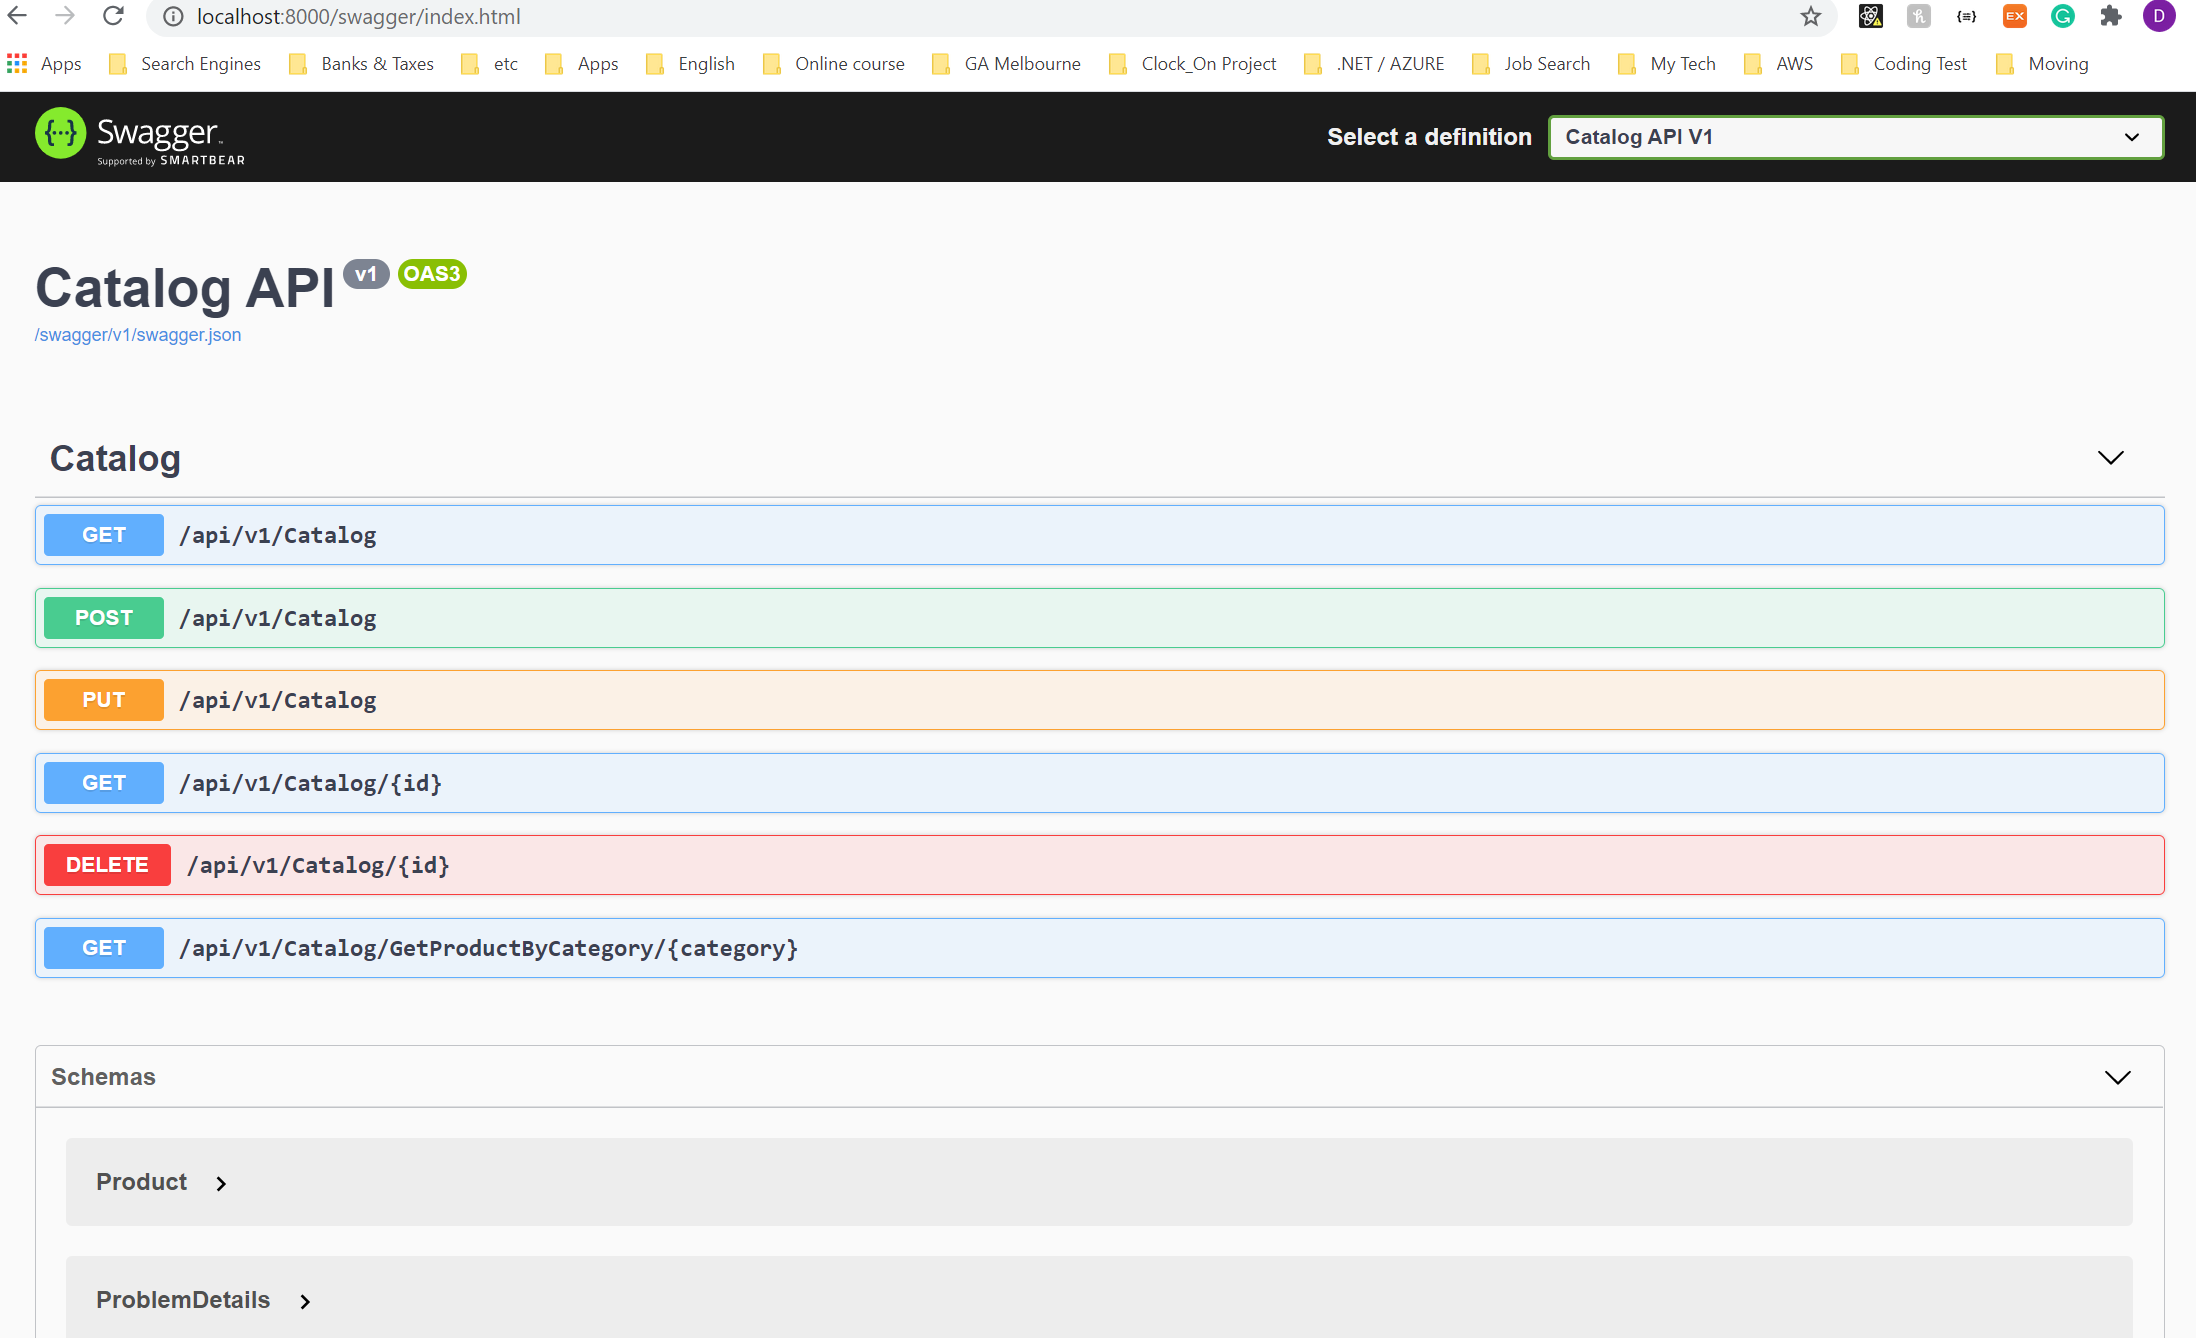 localhost:8000/swagger/index.html
EX
D
Apps Search Engines Banks & Taxes etc Apps English Online course GA Melbourne Clock_On Project .NET / AZURE Job Search My Tech AWS Coding Test Moving
{···} Swagger™
Supported by SMARTBEAR
Select a definition Catalog API V1
Catalog API v1 OAS3
/swagger/v1/swagger.json
Catalog
GET /api/v1/Catalog
POST /api/v1/Catalog
PUT /api/v1/Catalog
GET /api/v1/Catalog/{id}
DELETE /api/v1/Catalog/{id}
GET /api/v1/Catalog/GetProductByCategory/{category}
Schemas
Product
ProblemDetails